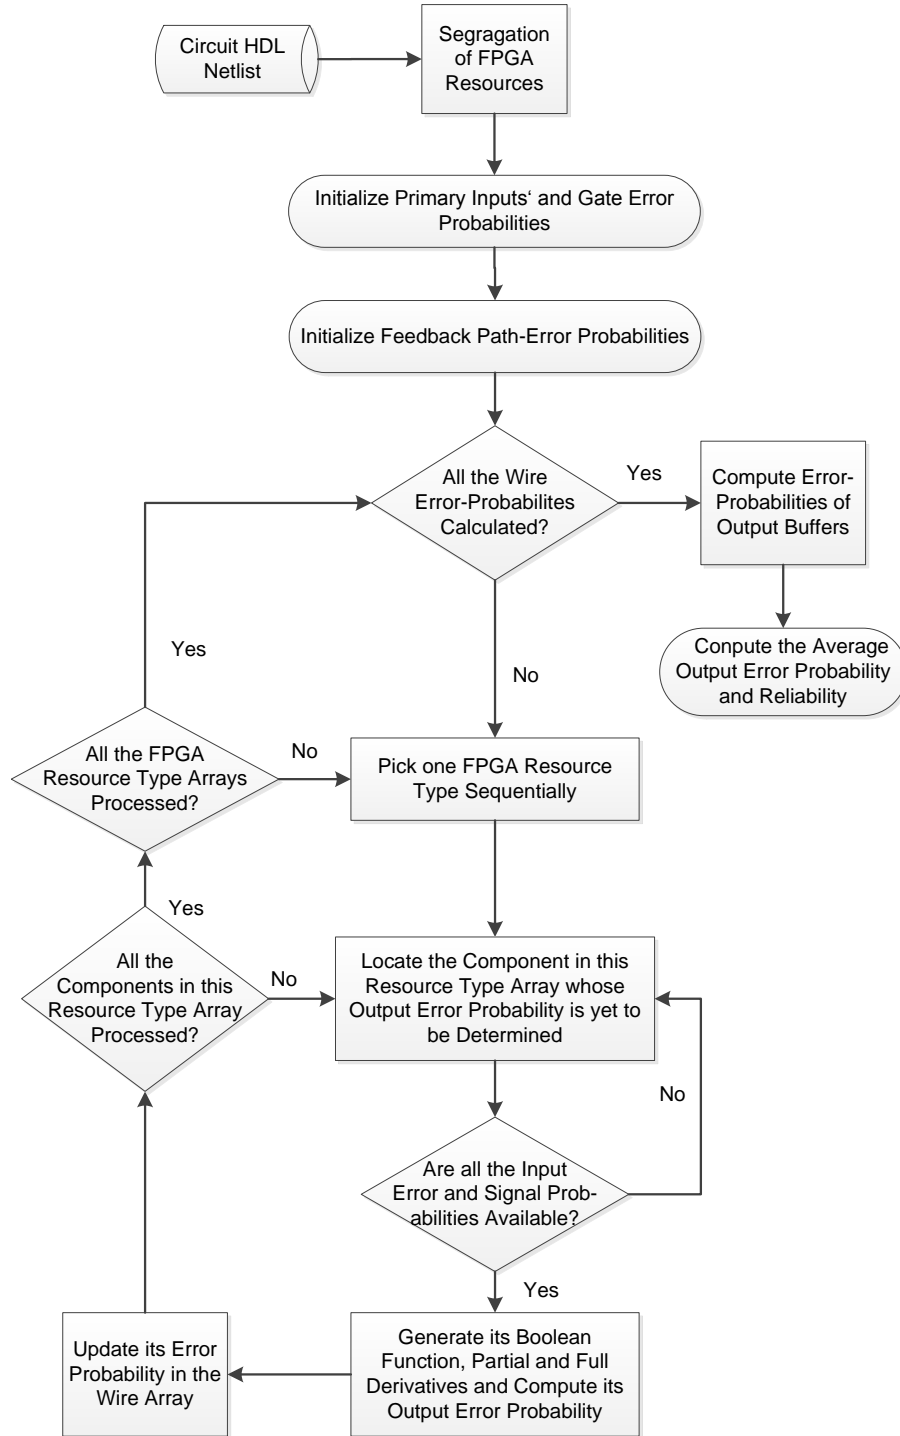 Circuit HDL
Netlist
Segragation
of FPGA
Resources
Initialize Primary Inputs‘ and Gate Error
Probabilities
Initialize Feedback Path-Error Probabilities
All the Wire
Error-Probabilites
Calculated?
Yes
Compute Error-
Probabilities of
Output Buffers
Conpute the Average
Output Error Probability
and Reliability
No
Yes
All the FPGA
Resource Type Arrays
Processed?
No
Pick one FPGA Resource
Type Sequentially
Yes
All the
Components in this
Resource Type Array
Processed?
No
Locate the Component in this
Resource Type Array whose
Output Error Probability is yet to
be Determined
No
Are all the Input
Error and Signal Prob-
abilities Available?
Yes
Generate its Boolean
Function, Partial and Full
Derivatives and Compute its
Output Error Probability
Update its Error
Probability in the
Wire Array